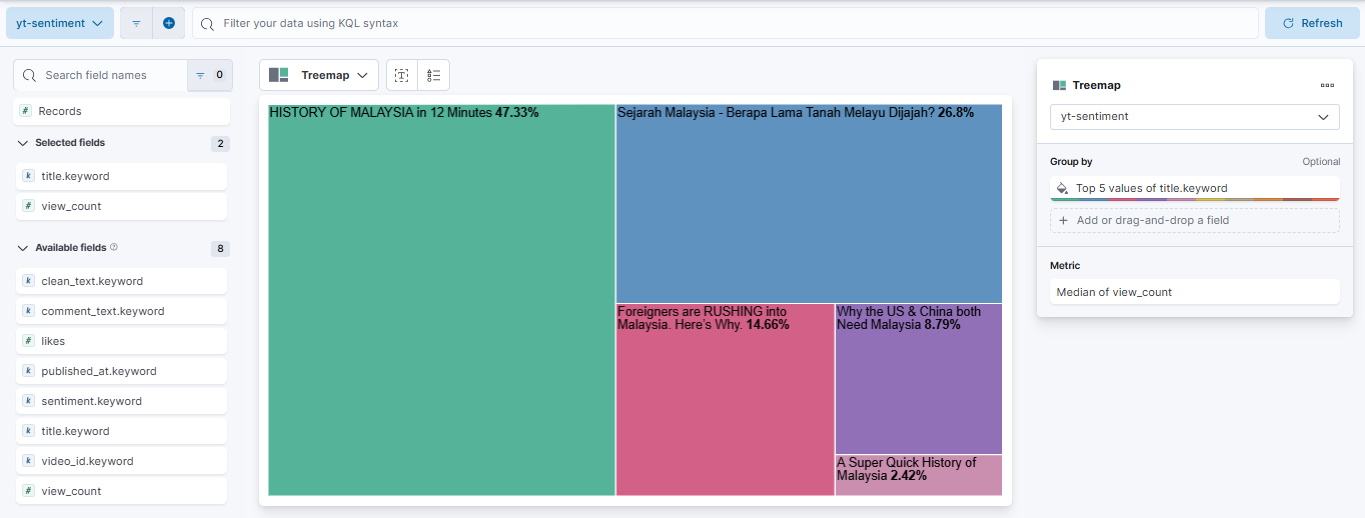 yt-sentiment
Filter your data using KQL syntax
Refresh
Search field names
0
Records
Selected fields
2
title.keyword
view_count
Available fields
8
clean_text.keyword
comment_text.keyword
likes
published_at.keyword
sentiment.keyword
title.keyword
video_id.keyword
view_count
Treemap
HISTORY OF MALAYSIA in 12 Minutes 47.33%
Sejarah Malaysia - Berapa Lama Tanah Melayu Dijajah? 26.8%
Foreigners are RUSHING into
Malaysia. Here's Why. 14.66%
Why the US & China both
Need Malaysia 8.79%
A Super Quick History of
Malaysia 2.42%
Treemap
yt-sentiment
Group by
Optional
Top 5 values of title.keyword
Add or drag-and-drop a field
Metric
Median of view_count